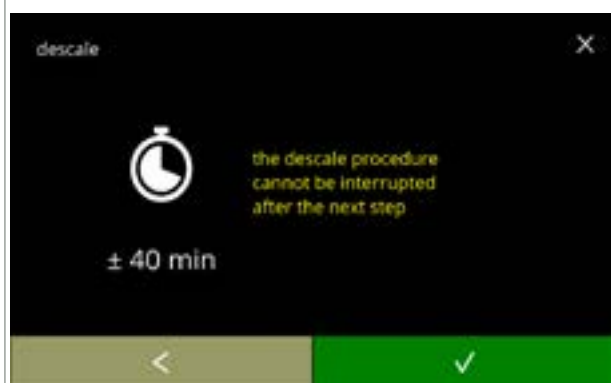 descale
the descale procedure
cannot be interrupted
after the next step
± 40 min